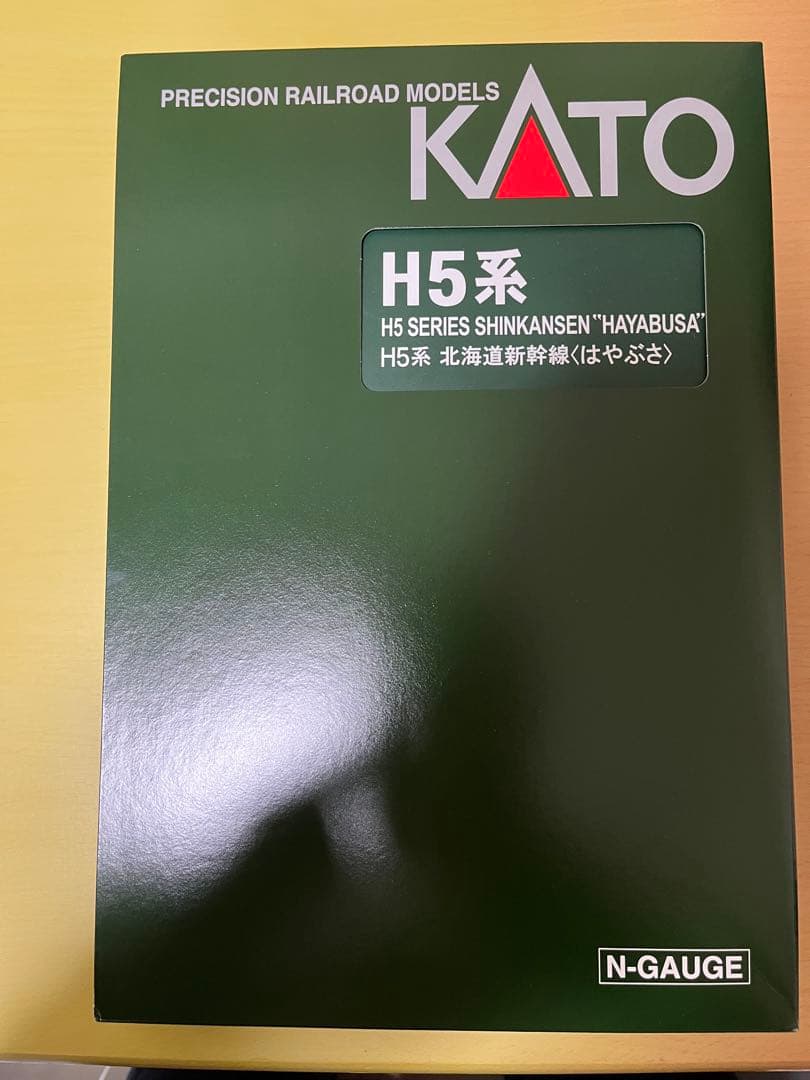 PRECISION RAILROAD MODELS
KATO
H5系
H5 SERIES SHINKANSEN "HAYABUSA"
H5系 北海道新幹線〈はやぶさ〉
N-GAUGE